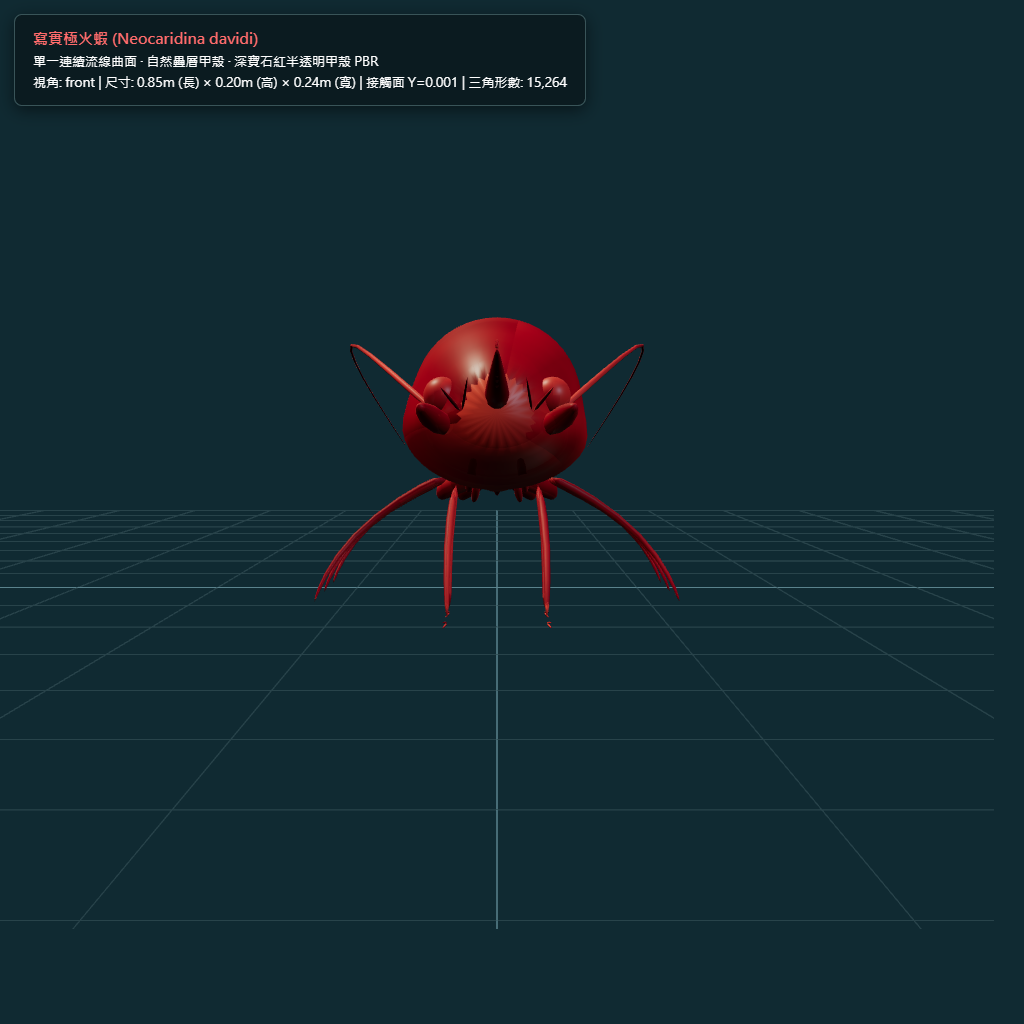 寫實極火蝦 (Neocaridina davidi)
單一連續流線曲面 · 自然疊層甲殼 · 深寶石紅半透明甲殼 PBR
視角: front | 尺寸: 0.85m (長) × 0.20m (高) × 0.24m (寬) | 接觸面 Y=0.001 | 三角形數: 15,264